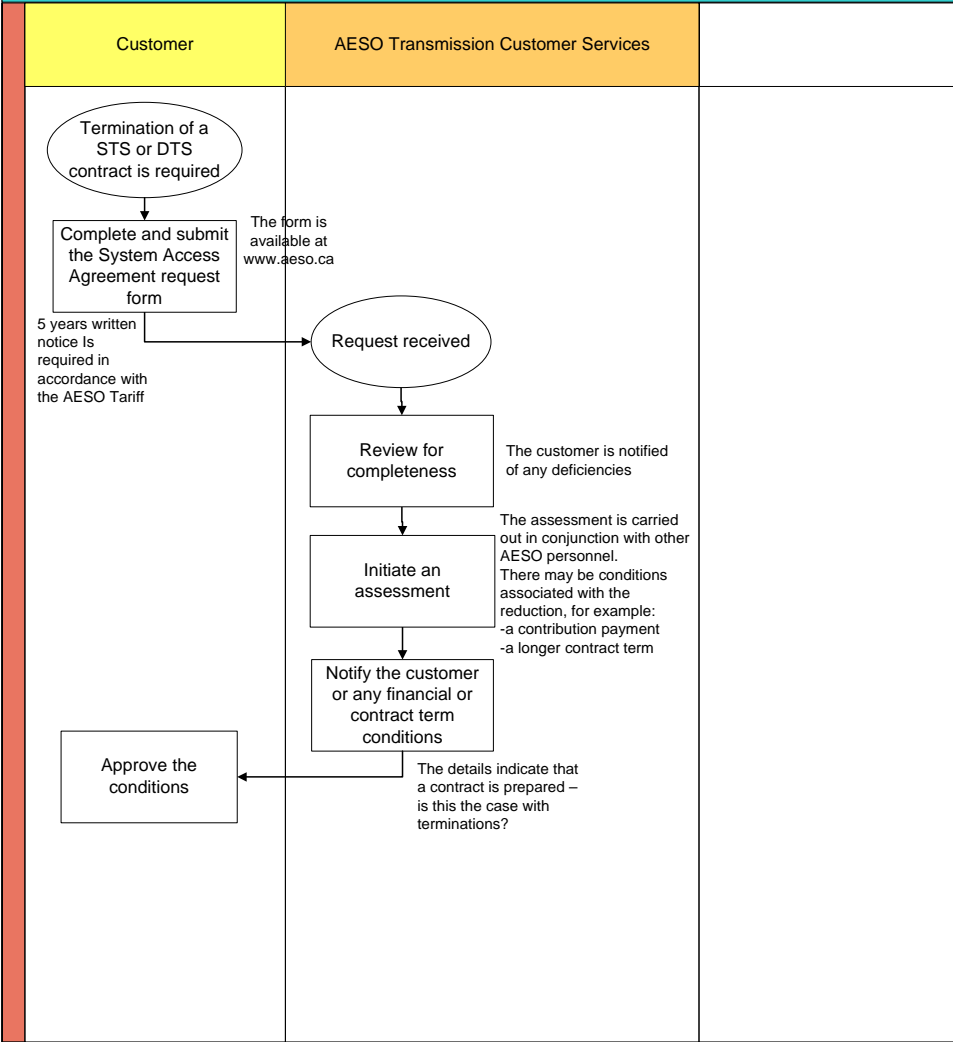 Customer
AESO Transmission Customer Services
Termination of a
STS or DTS
contract is required
Complete and submit
the System Access
Agreement request
form
The form is
available at
www.aeso.ca
5 years written
notice Is
required in
accordance with
the AESO Tariff
Request received
Review for
completeness
The customer is notified
of any deficiencies
Initiate an
assessment
The assessment is carried
out in conjunction with other
AESO personnel.
There may be conditions
associated with the
reduction, for example:
-a contribution payment
-a longer contract term
Notify the customer
or any financial or
contract term
conditions
Approve the
conditions
The details indicate that
a contract is prepared –
is this the case with
terminations?